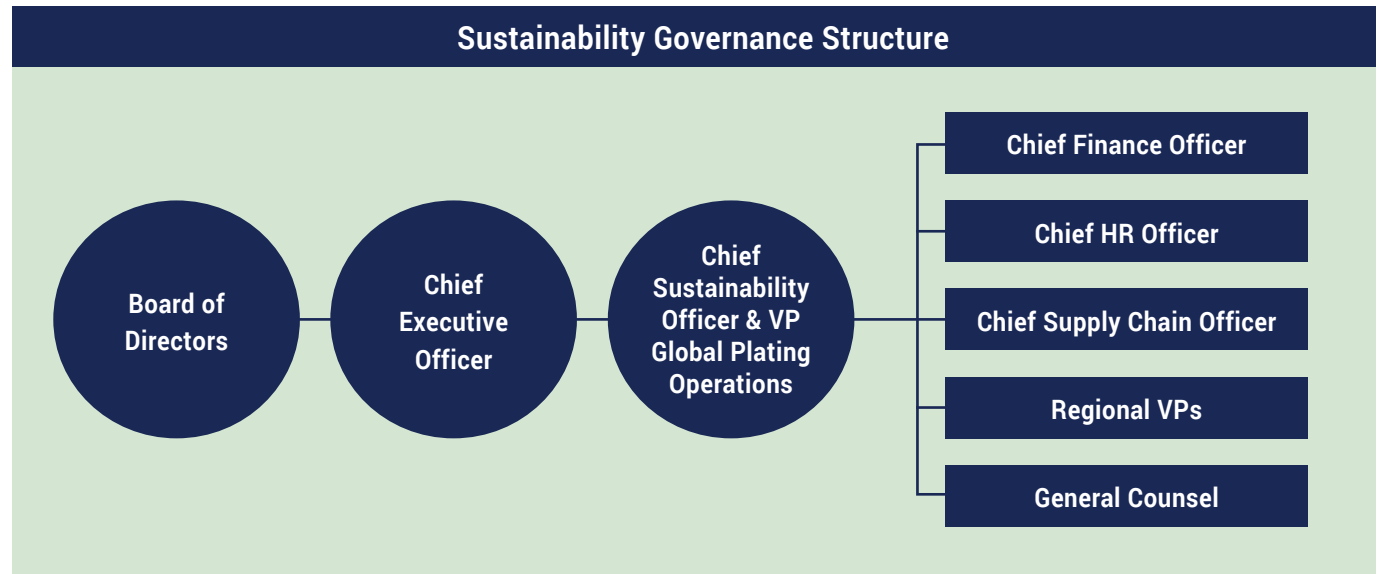 Sustainability Governance Structure
Board of
Directors
Chief
Executive
Officer
Chief
Sustainability
Officer & VP
Global Plating
Operations
Chief Finance Officer
Chief HR Officer
Chief Supply Chain Officer
Regional VPs
General Counsel